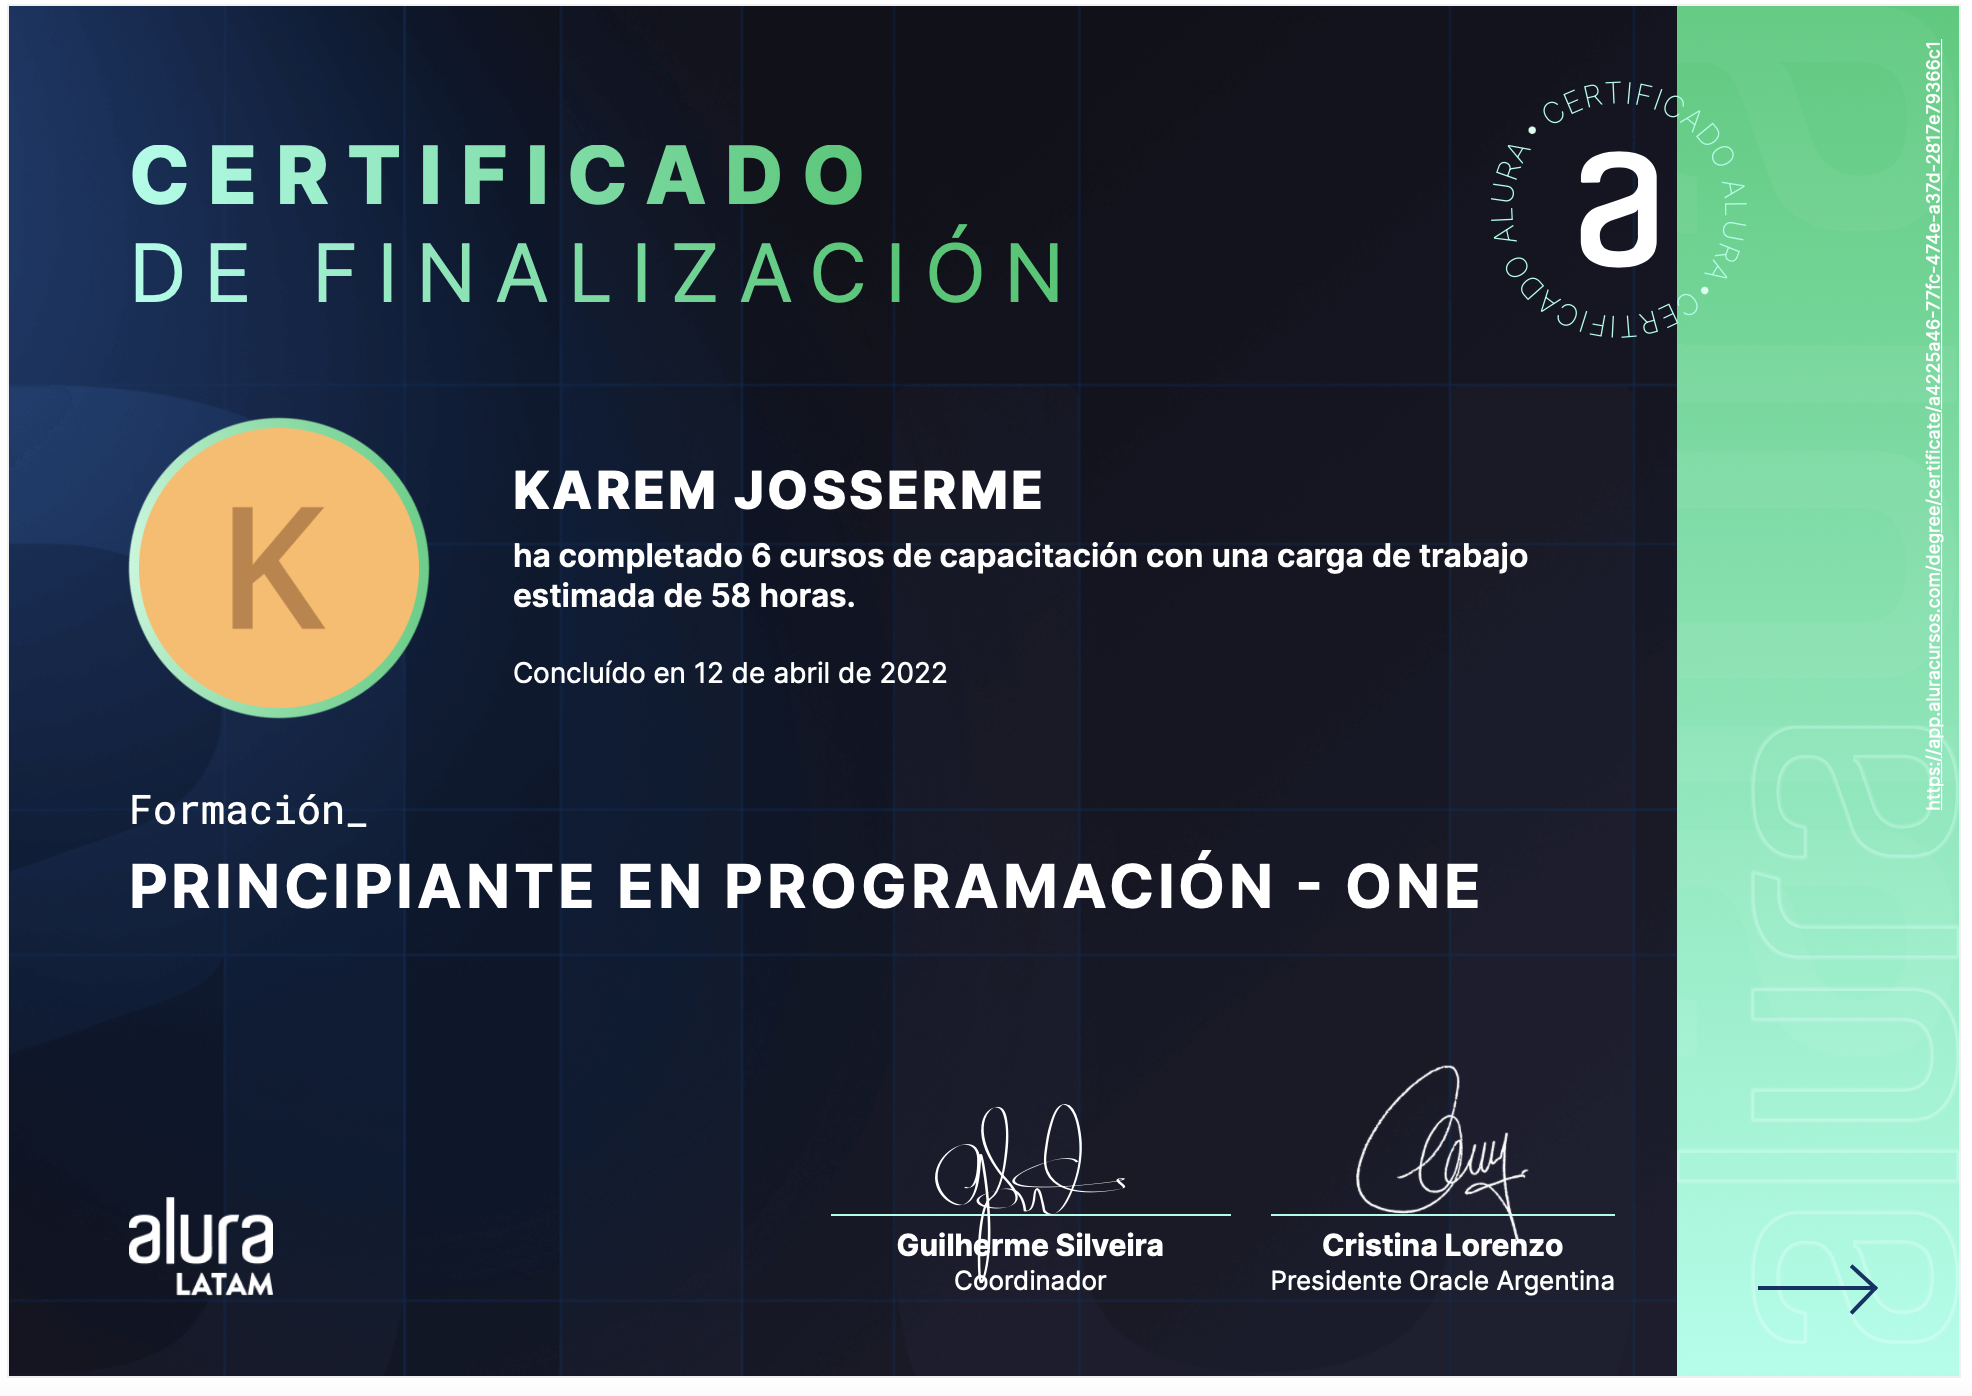 CERTIFICADO
DE FINALIZACIÓN
• CERTIFICADO ALURA • CERTIFICADO ALURA
a
https://app.aluracursos.com/degree/certificate/a4225a46-77fc-474e-a37d-2817e79366c1
K
KAREM JOSSERME
ha completado 6 cursos de capacitación con una carga de trabajo
estimada de 58 horas.
Concluído en 12 de abril de 2022
Formación_
PRINCIPIANTE EN PROGRAMACIÓN - ONE
alura
LATAM
Guilherme Silveira
Coordinador
Cristina Lorenzo
Presidente Oracle Argentina
alura